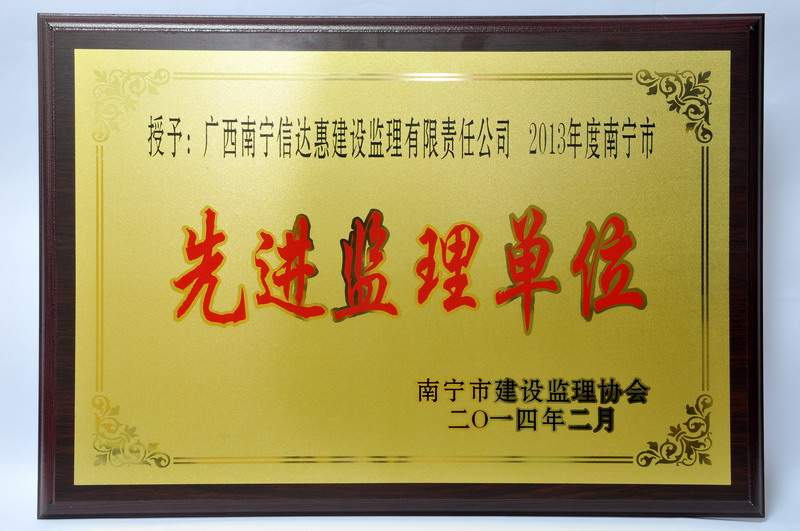 授予：广西南宁信达惠建设监理有限责任公司 2013年度南宁市
先进监理单位
南宁市建设监理协会
二〇一四年二月